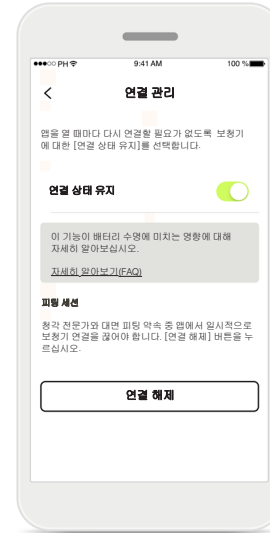 PH 9:41 AM 100 %
연결 관리
앱을 열 때마다 다시 연결할 필요가 없도록 보청기
에 대한 [연결 상태 유지]를 선택합니다.
연결 상태 유지
이 기능이 배터리 수명에 미치는 영향에 대해
자세히 알아보십시오.
자세히 알아보기(FAQ)
피팅 세션
청각 전문가와 대면 피팅 약속 중 앱에서 일시적으로
보청기 연결을 끊어야 합니다. [연결 해제] 버튼을 누
르십시오.
연결 해제